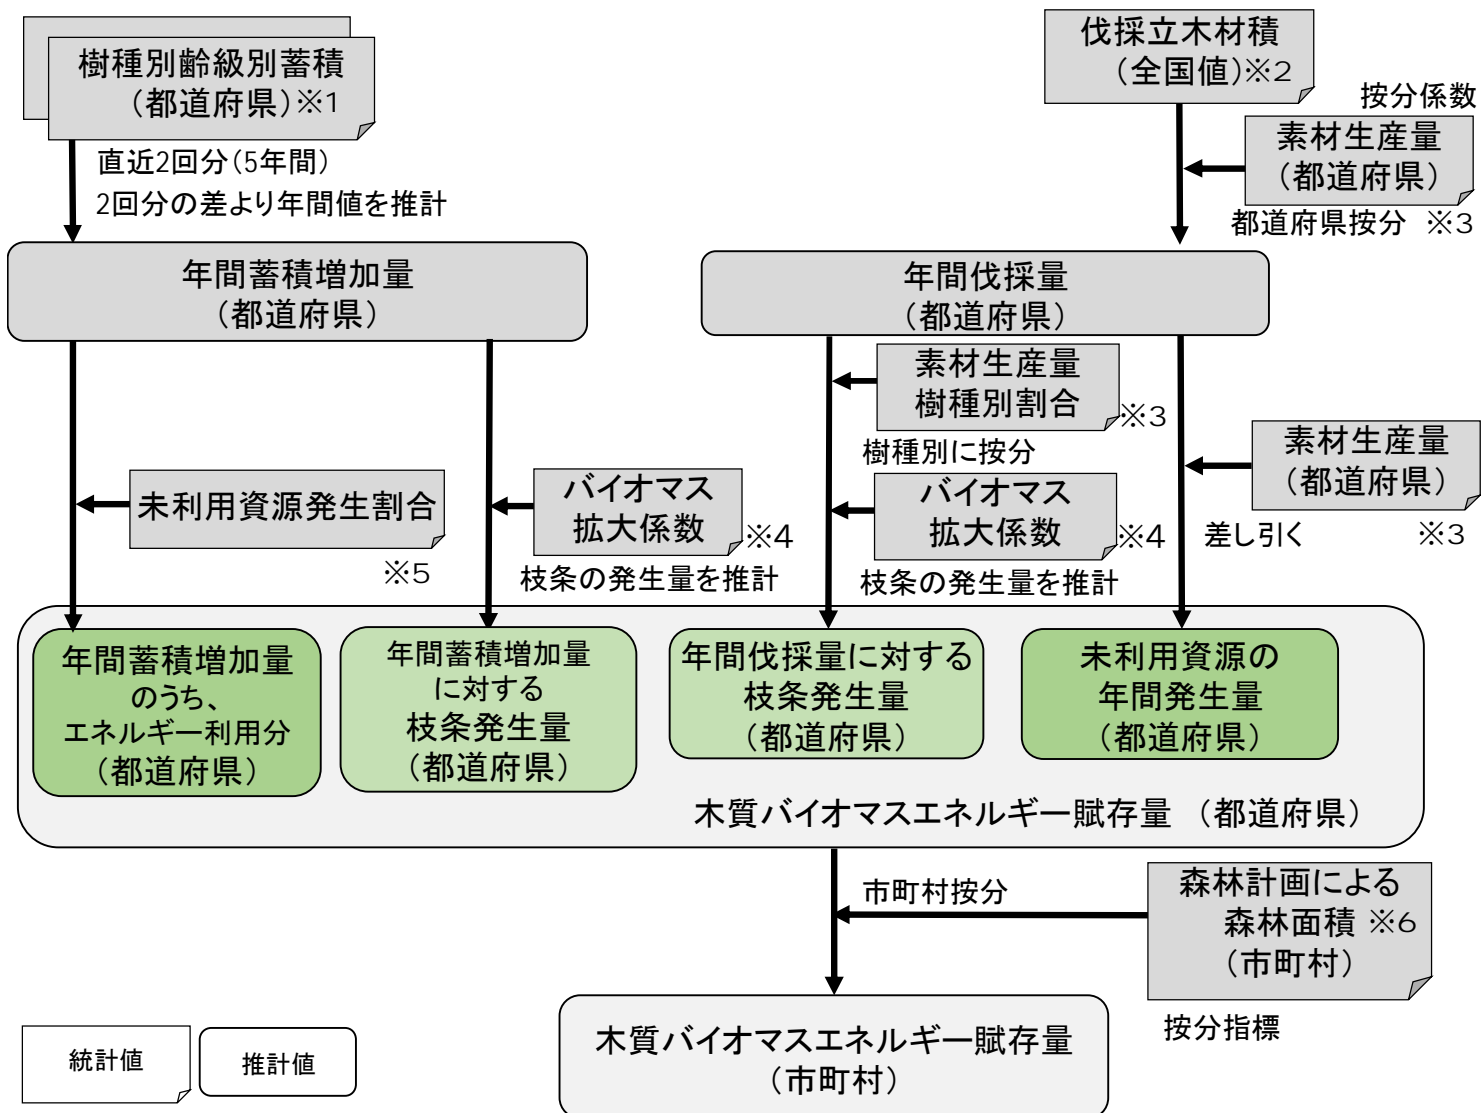 樹種別齢級別蓄積
（都道府県）※1
直近2回分（5年間）
2回分の差より年間値を推計
伐採立木材積
（全国値）※2
按分係数
素材生産量
（都道府県）
都道府県按分 ※3
年間蓄積増加量
（都道府県）
年間伐採量
（都道府県）
素材生産量
樹種別割合
※3
樹種別に按分
素材生産量
（都道府県）
※3
差し引く
未利用資源発生割合
※5
バイオマス
拡大係数
※4
枝条の発生量を推計
バイオマス
拡大係数
※4
枝条の発生量を推計
年間蓄積増加量
のうち、
エネルギー利用分
（都道府県）
年間蓄積増加量
に対する
枝条発生量
（都道府県）
年間伐採量に対する
枝条発生量
（都道府県）
未利用資源の
年間発生量
（都道府県）
木質バイオマスエネルギー賦存量 （都道府県）
市町村按分
森林計画による
森林面積 ※6
（市町村）
按分指標
木質バイオマスエネルギー賦存量
（市町村）
統計値
推計値